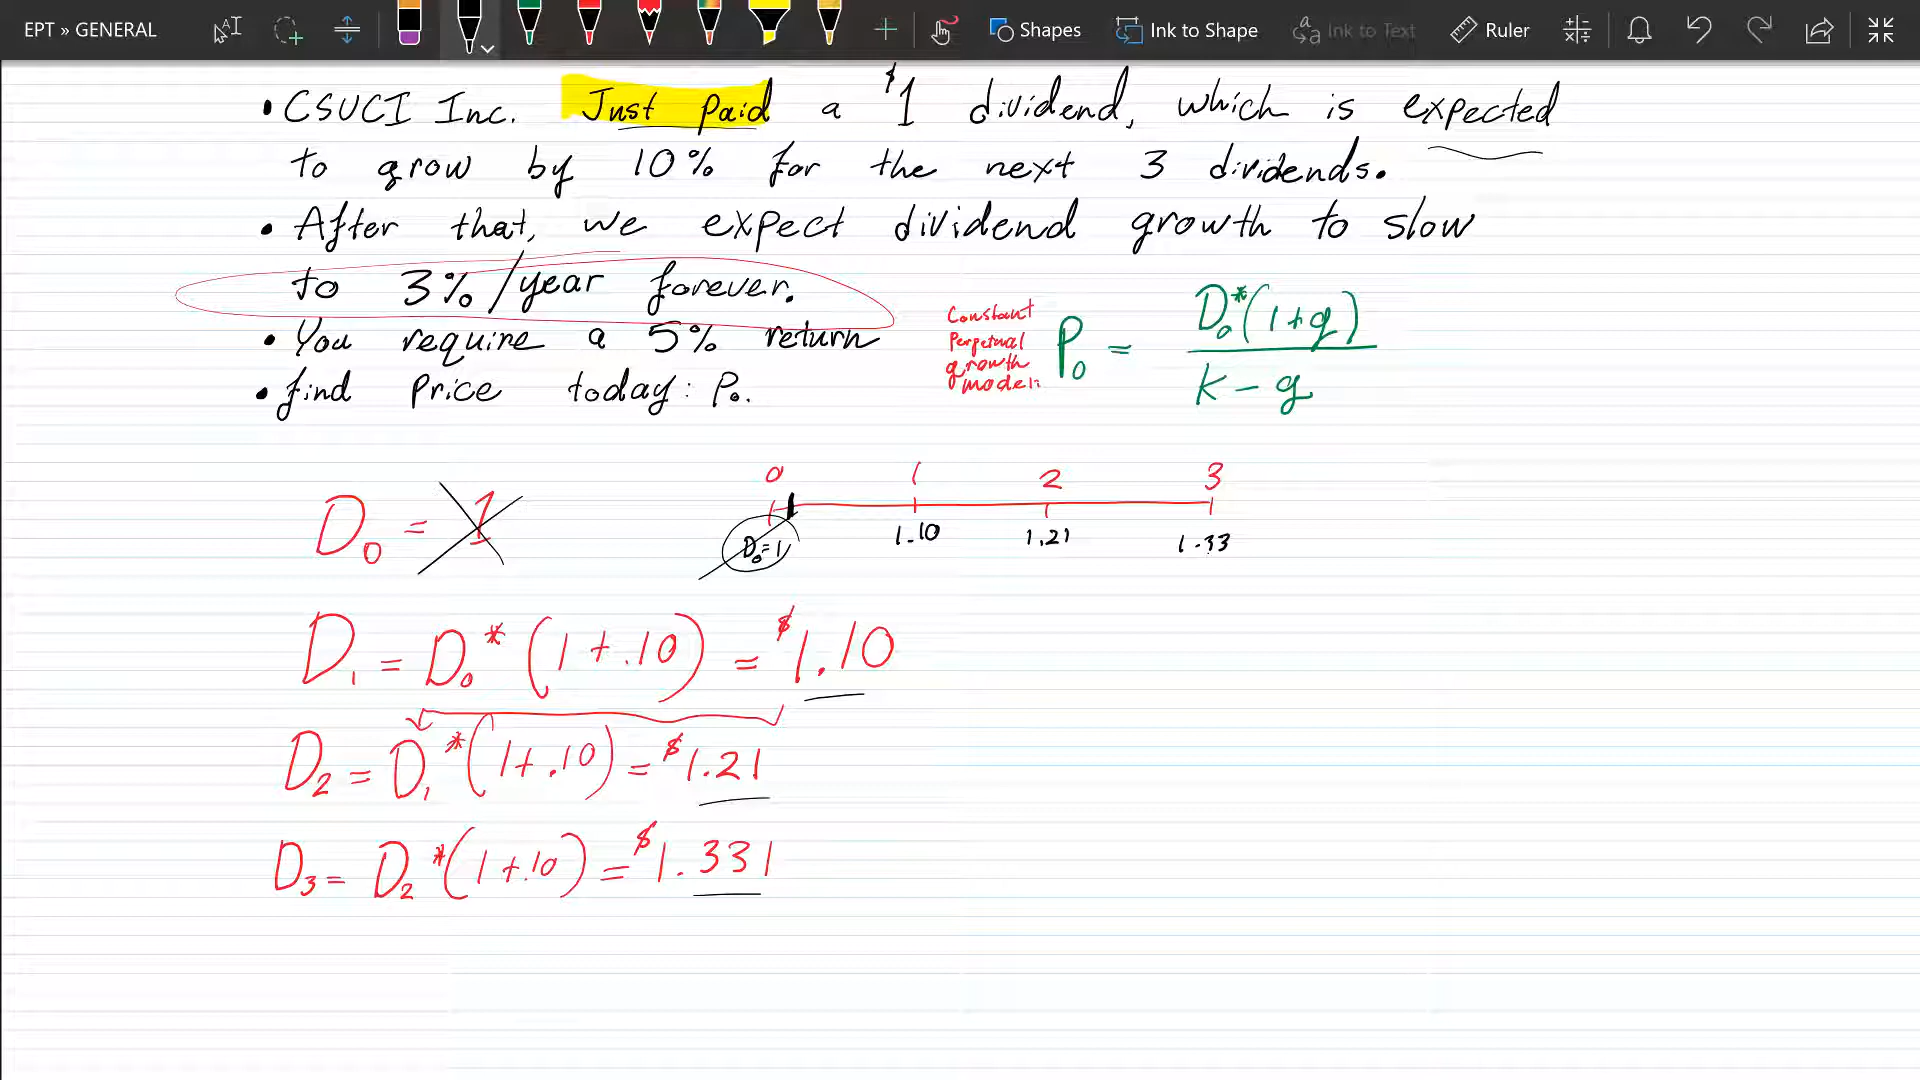 EPT » GENERAL
Shapes
Ink to Shape
Ink to Text
Ruler
• CSUCI Inc. Just Paid a $1 dividend, which is expected
to grow by 10% for the next 3 dividends.
• After that, we expect dividend growth to slow
to 3%/year forever.
• You require a 5% return
• find Price today: P₀.
Constant
Perpetual
growth
model:
P₀ = D₀*(1+g)
K - g
0 1 2 3
D₀=1 1.10 1.21 1.33
D₀ = 1
D₁ = D₀* (1+.10) = $1.10
D₂ = D₁*(1+.10) = $1.21
D₃ = D₂*(1+.10) = $1.331